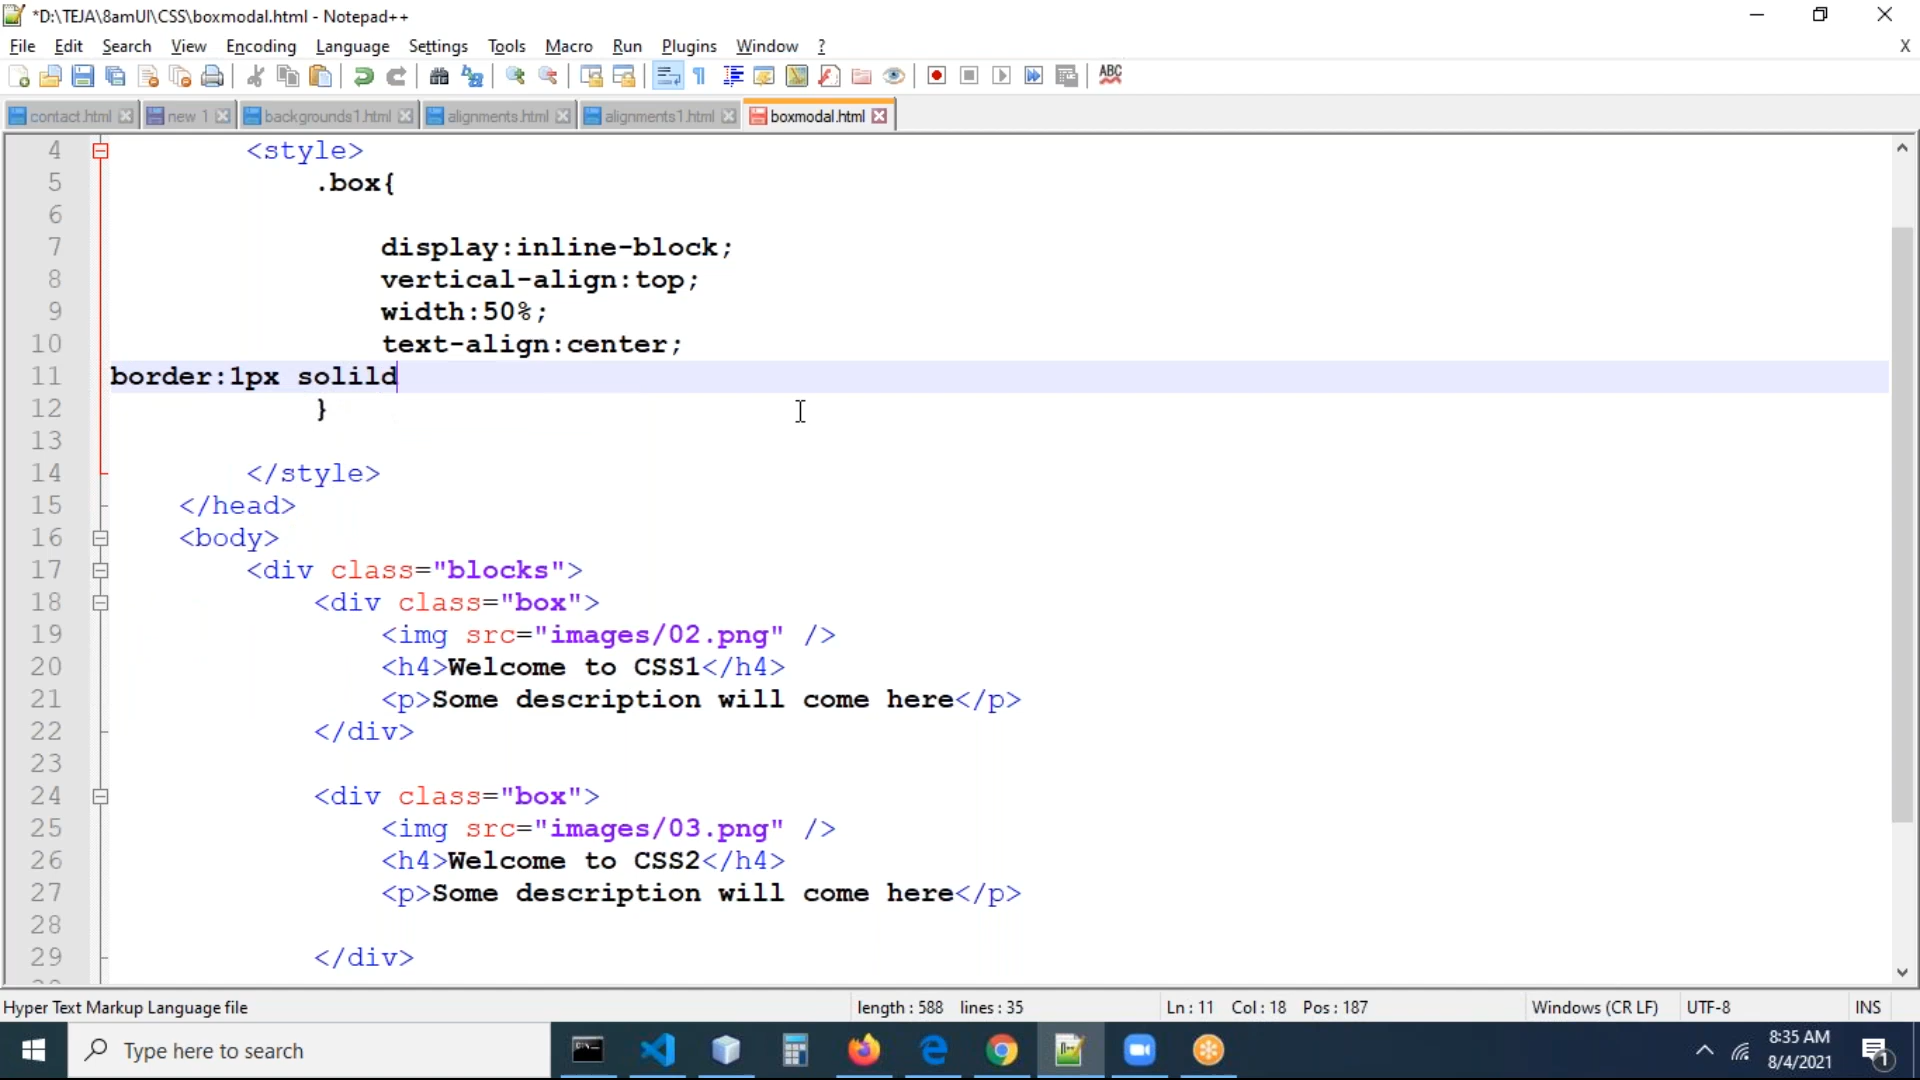 *D:\TEJA\8amUI\CSS\boxmodal.html - Notepad++
File Edit Search View Encoding Language Settings Tools Macro Run Plugins Window ? X
ABC
contact.html new 1 backgrounds1.html alignments.html alignments1.html boxmodal.html
4 <style>
5 .box{
6
7 display:inline-block;
8 vertical-align:top;
9 width:50%;
10 text-align:center;
11 border:1px solild
12 }
13
14 </style>
15 </head>
16 <body>
17 <div class="blocks">
18 <div class="box">
19 <img src="images/02.png" />
20 <h4>Welcome to CSS1</h4>
21 <p>Some description will come here</p>
22 </div>
23
24 <div class="box">
25 <img src="images/03.png" />
26 <h4>Welcome to CSS2</h4>
27 <p>Some description will come here</p>
28
29 </div>
Hyper Text Markup Language file length : 588 lines : 35 Ln : 11 Col : 18 Pos : 187 Windows (CR LF) UTF-8 INS
Type here to search
8:35 AM
8/4/2021
1